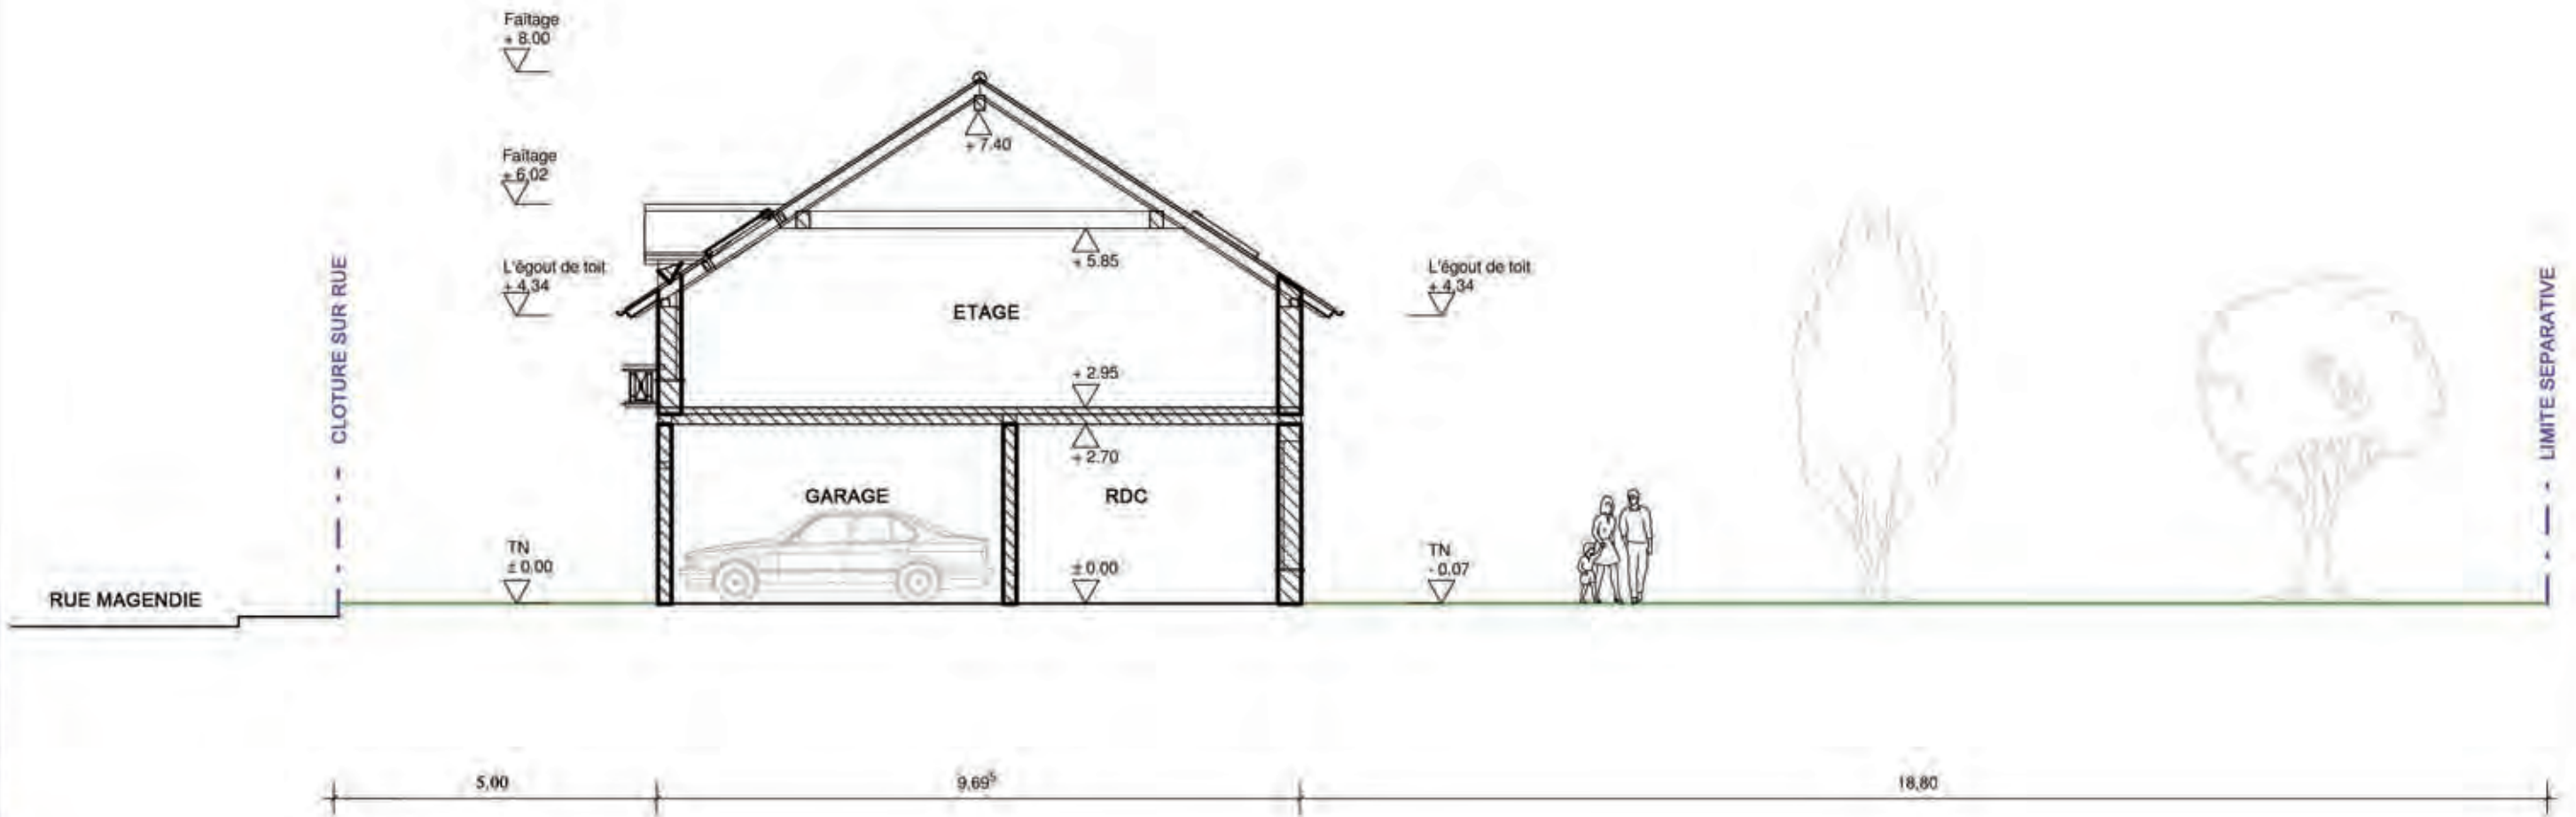 Faîtage
+ 8.00
+ 7.40
Faîtage
+ 6,02
+ 5.85
L'égout de toit
+ 4,34
L'égout de toit
+ 4,34
ETAGE
CLOTURE SUR RUE
LIMITE SEPARATIVE
+ 2.95
+ 2.70
GARAGE
RDC
TN
± 0.00
± 0.00
TN
- 0.07
RUE MAGENDIE
5,00
9,69⁵
18,80